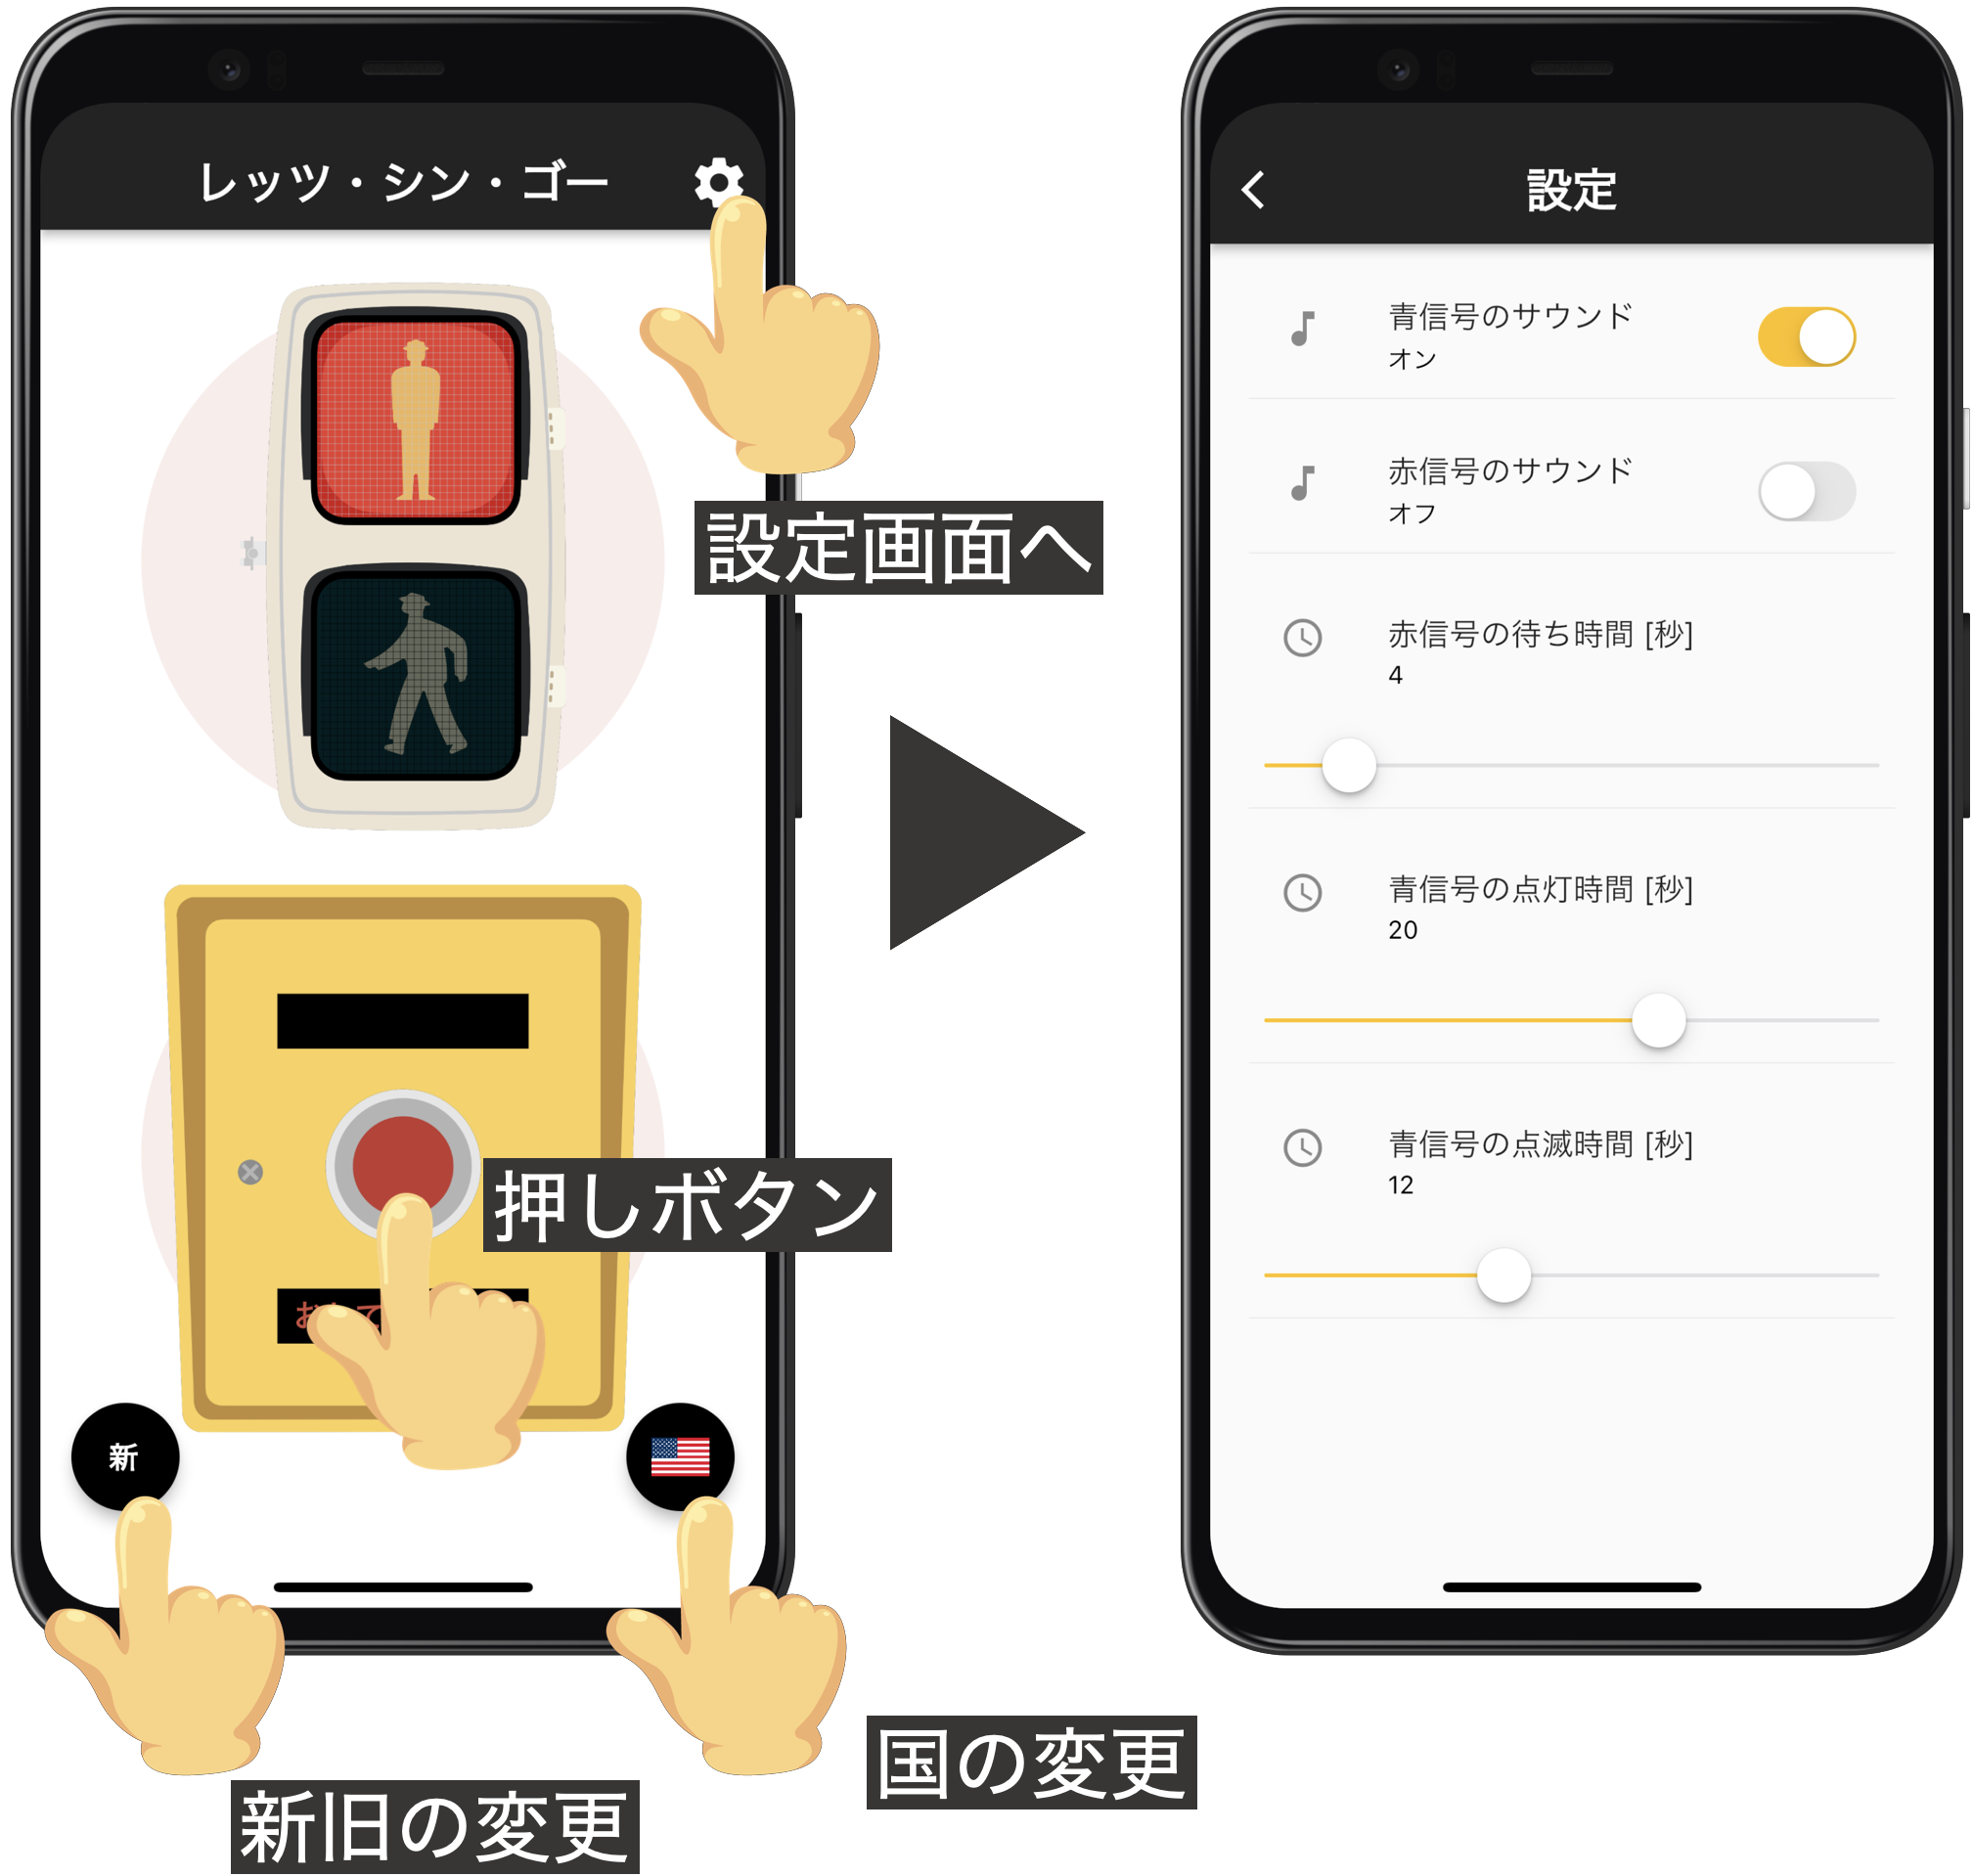 レッツ・シン・ゴー
設定画面へ
押しボタン
新
新旧の変更
国の変更
設定
青信号のサウンド
オン
赤信号のサウンド
オフ
赤信号の待ち時間 [秒]
4
青信号の点灯時間 [秒]
20
青信号の点滅時間 [秒]
12